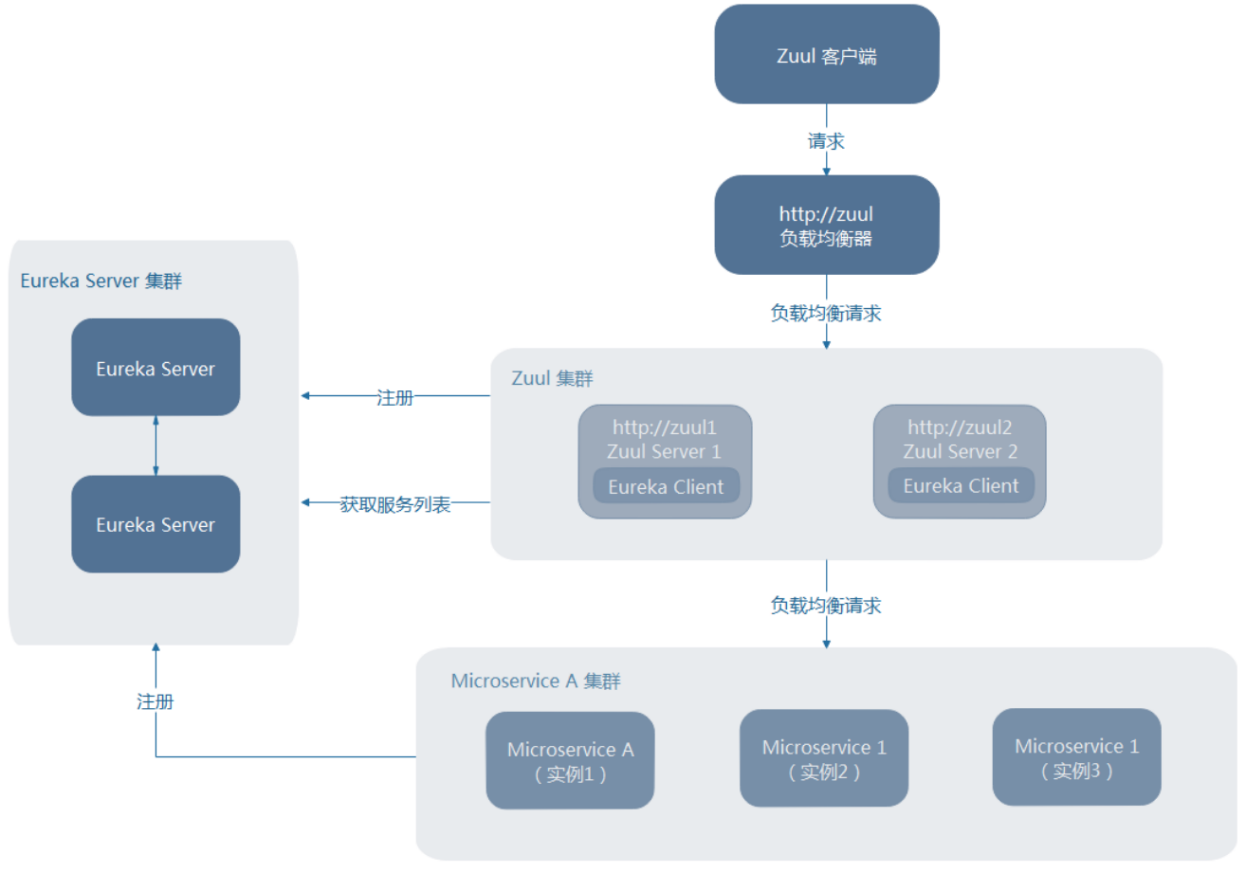 Zuul 客户端
请求
http://zuul
负载均衡器
负载均衡请求
Eureka Server 集群
Eureka Server
Eureka Server
注册
获取服务列表
Zuul 集群
http://zuul1
Zuul Server 1
Eureka Client
http://zuul2
Zuul Server 2
Eureka Client
负载均衡请求
注册
Microservice A 集群
Microservice A
（实例1）
Microservice 1
（实例2）
Microservice 1
（实例3）